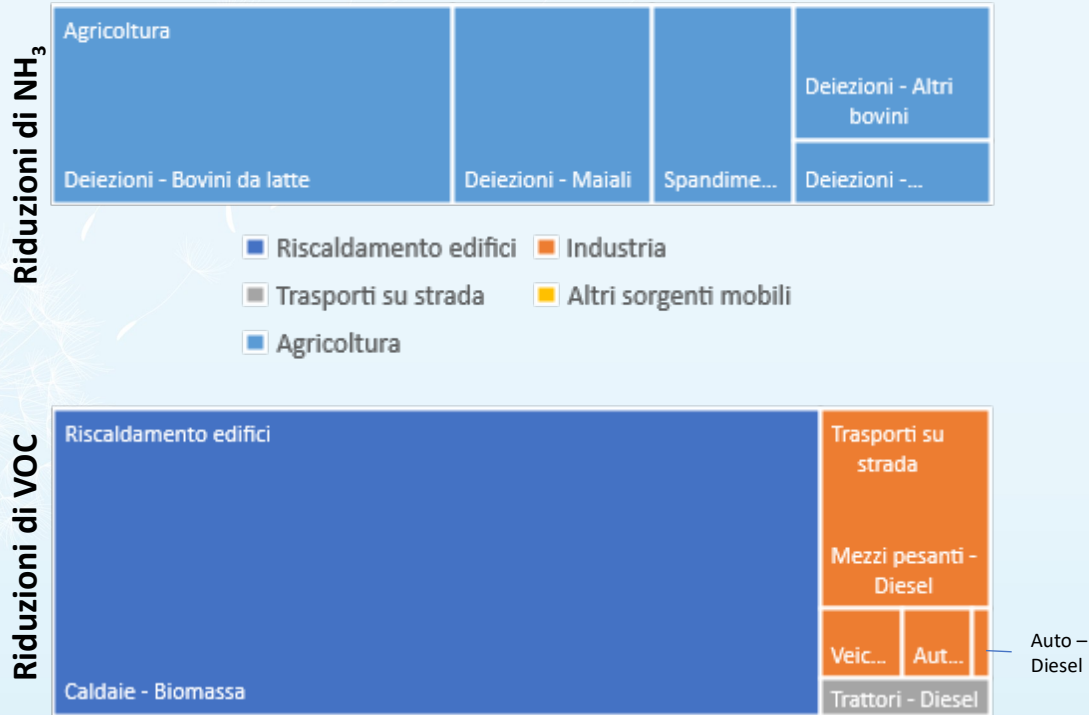 Riduzioni di NH₃
Agricoltura
Deiezioni - Bovini da latte
Deiezioni - Maiali
Spandime...
Deiezioni - Altri
bovini
Deiezioni -...
Riscaldamento edifici
Industria
Trasporti su strada
Altri sorgenti mobili
Agricoltura
Riduzioni di VOC
Riscaldamento edifici
Caldaie - Biomassa
Trasporti su
strada
Mezzi pesanti -
Diesel
Veic...
Aut...
Trattori - Diesel
Auto –
Diesel